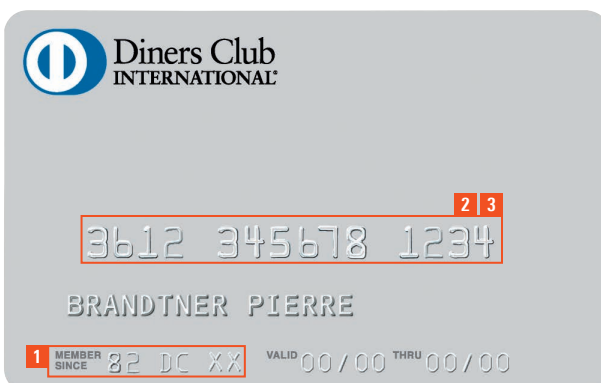 Diners Club
INTERNATIONAL®
2 3
3612 345678 1234
BRANDTNER PIERRE
1 MEMBER SINCE 82 DC XX VALID 00/00 THRU 00/00